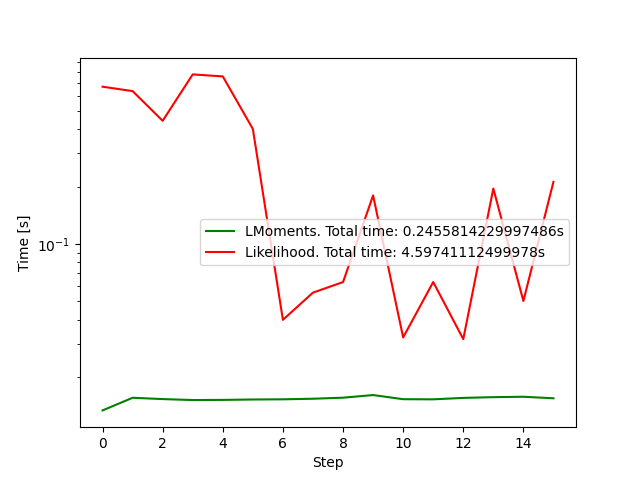 Time [s]
10⁻¹
LMoments. Total time: 0.2455814229997486s
Likelihood. Total time: 4.59741112499978s
0 2 4 6 8 10 12 14
Step